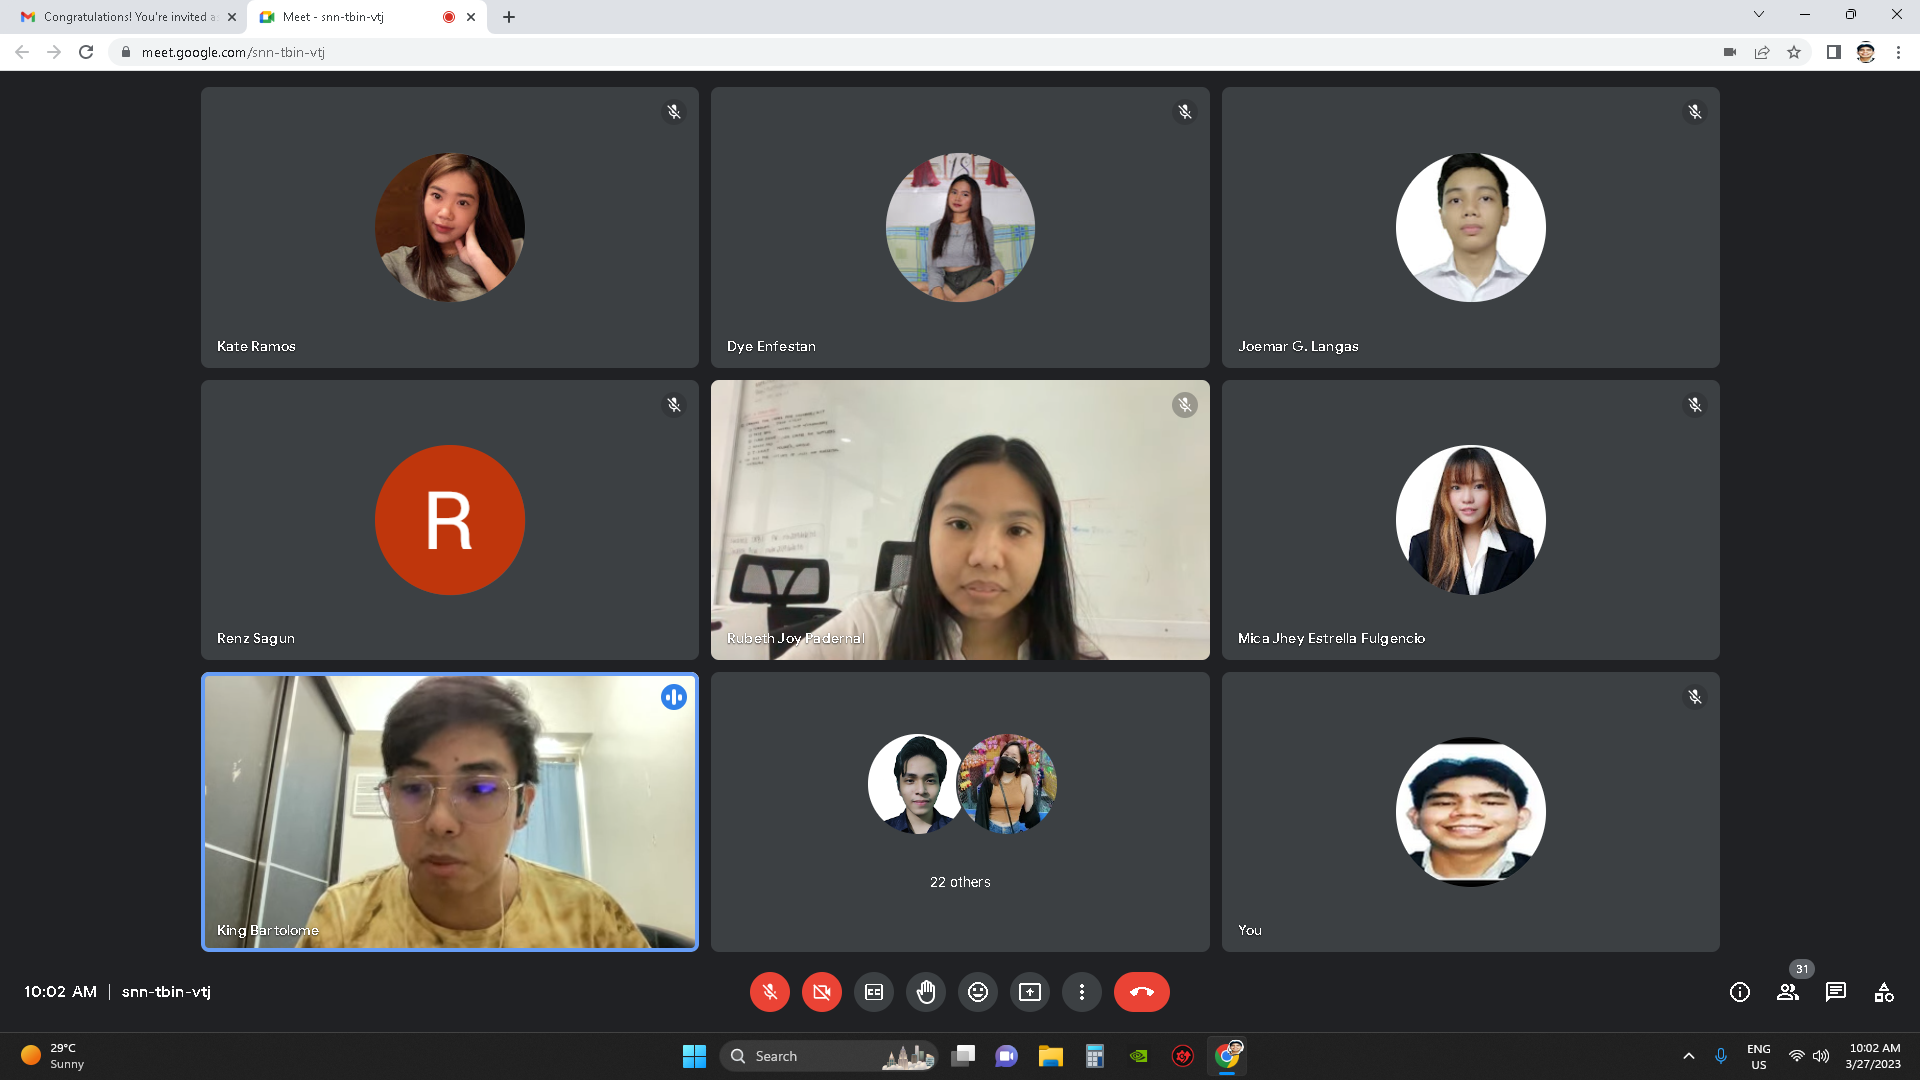 Congratulations! You're invited a
Meet - snn-tbin-vtj
meet.google.com/snn-tbin-vtj
Kate Ramos
Dye Enfestan
Joemar G. Langas
R
Renz Sagun
Rubeth Joy Padernal
Mica Jhey Estrella Fulgencio
King Bartolome
22 others
You
10:02 AM | snn-tbin-vtj
31
29°C
Sunny
Search
ENG
US
10:02 AM
3/27/2023